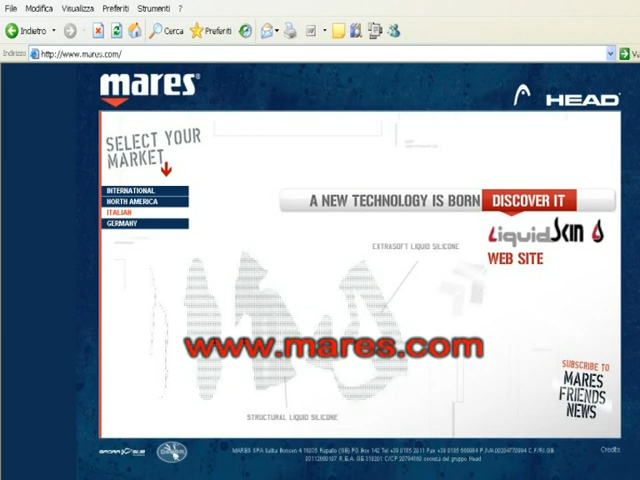 File Modifica Visualizza Preferiti Strumenti ?
Indietro Cerca Preferiti
Indirizzo http://www.mares.com/
mares
HEAD
SELECT YOUR
MARKET
INTERNATIONAL
NORTH AMERICA
ITALIAN
GERMANY
A NEW TECHNOLOGY IS BORN DISCOVER IT
LiquidSkin
WEB SITE
EXTRASOFT LIQUID SILICONE
www.mares.com
STRUCTURAL LIQUID SILICONE
SUBSCRIBE TO
MARES
FRIENDS
NEWS
Credits